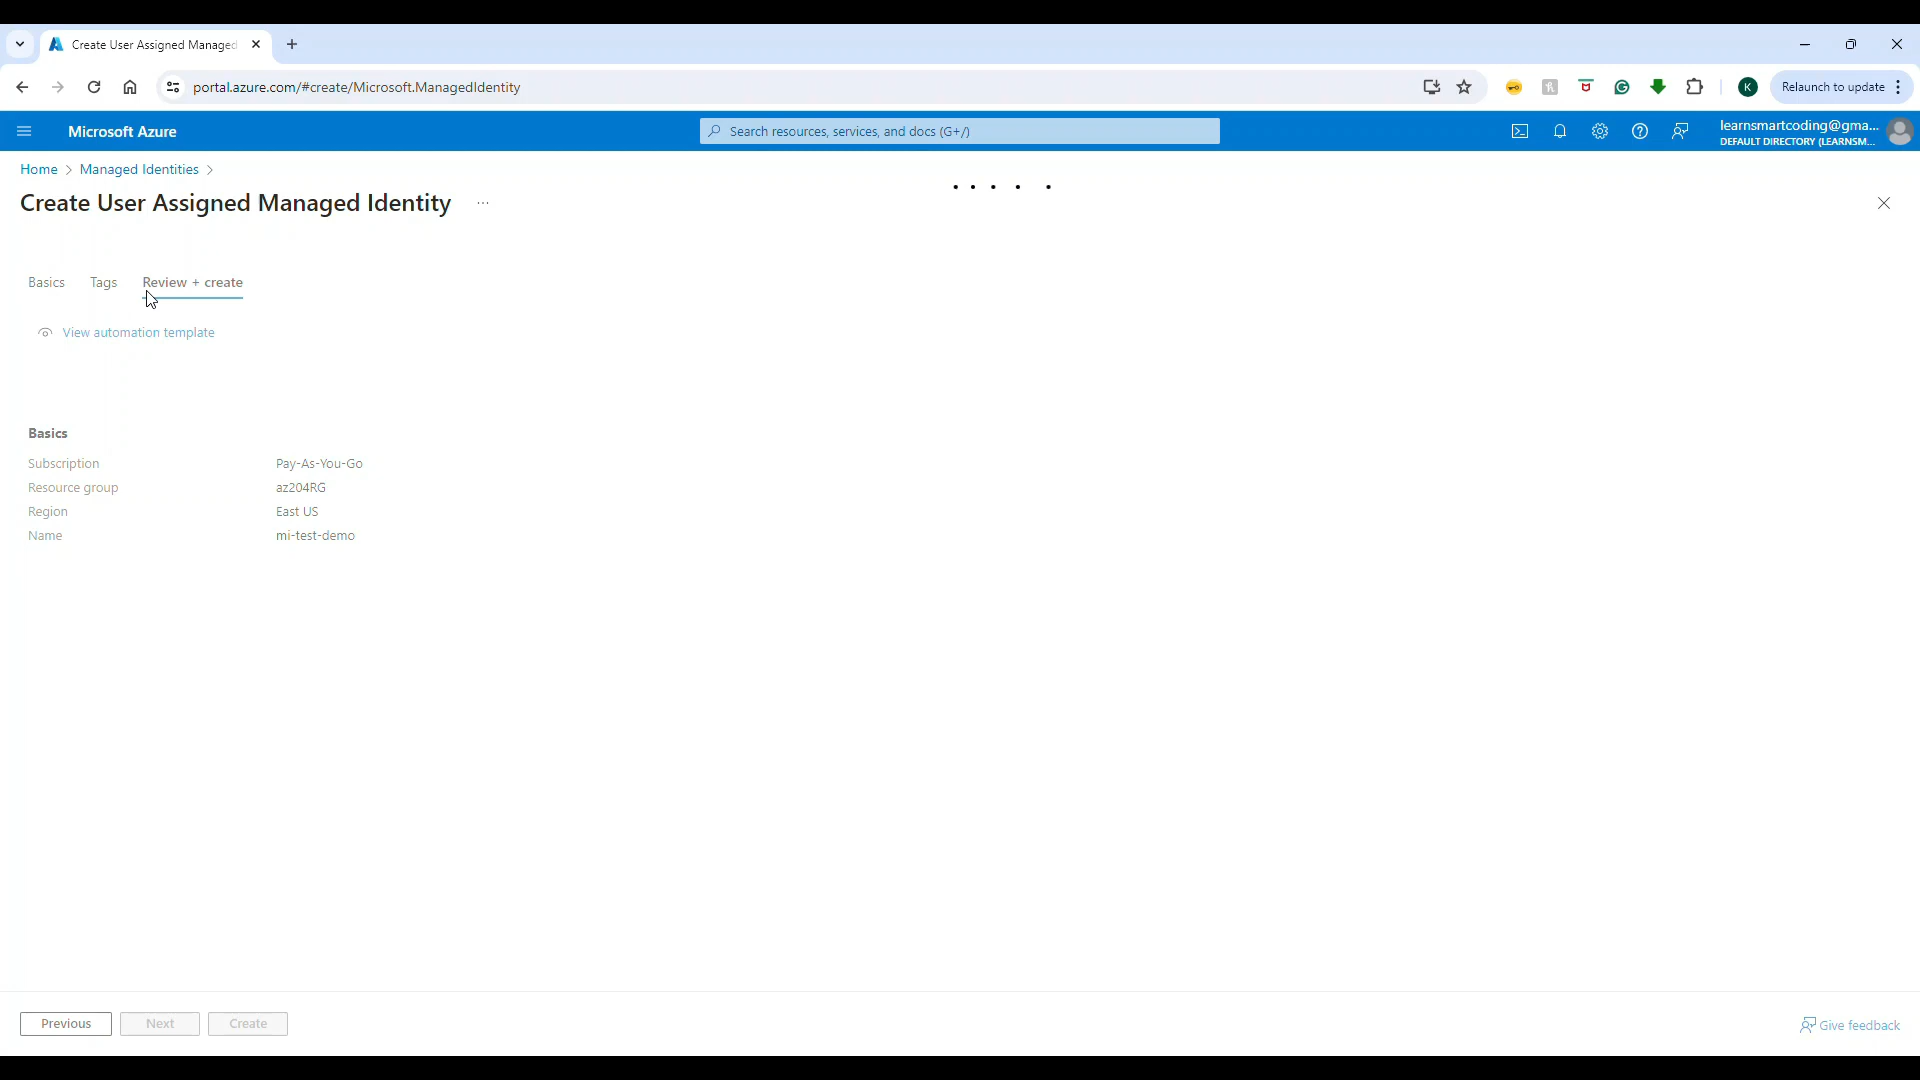 Create User Assigned Managed
portal.azure.com/#create/Microsoft.ManagedIdentity
K
Relaunch to update
Microsoft Azure
Search resources, services, and docs (G+/)
learnsmartcoding@gma...
DEFAULT DIRECTORY (LEARNSM...
Home > Managed Identities >
Create User Assigned Managed Identity ...
Basics Tags Review + create
View automation template
Basics
Subscription Pay-As-You-Go
Resource group az204RG
Region East US
Name mi-test-demo
Previous Next Create
Give feedback